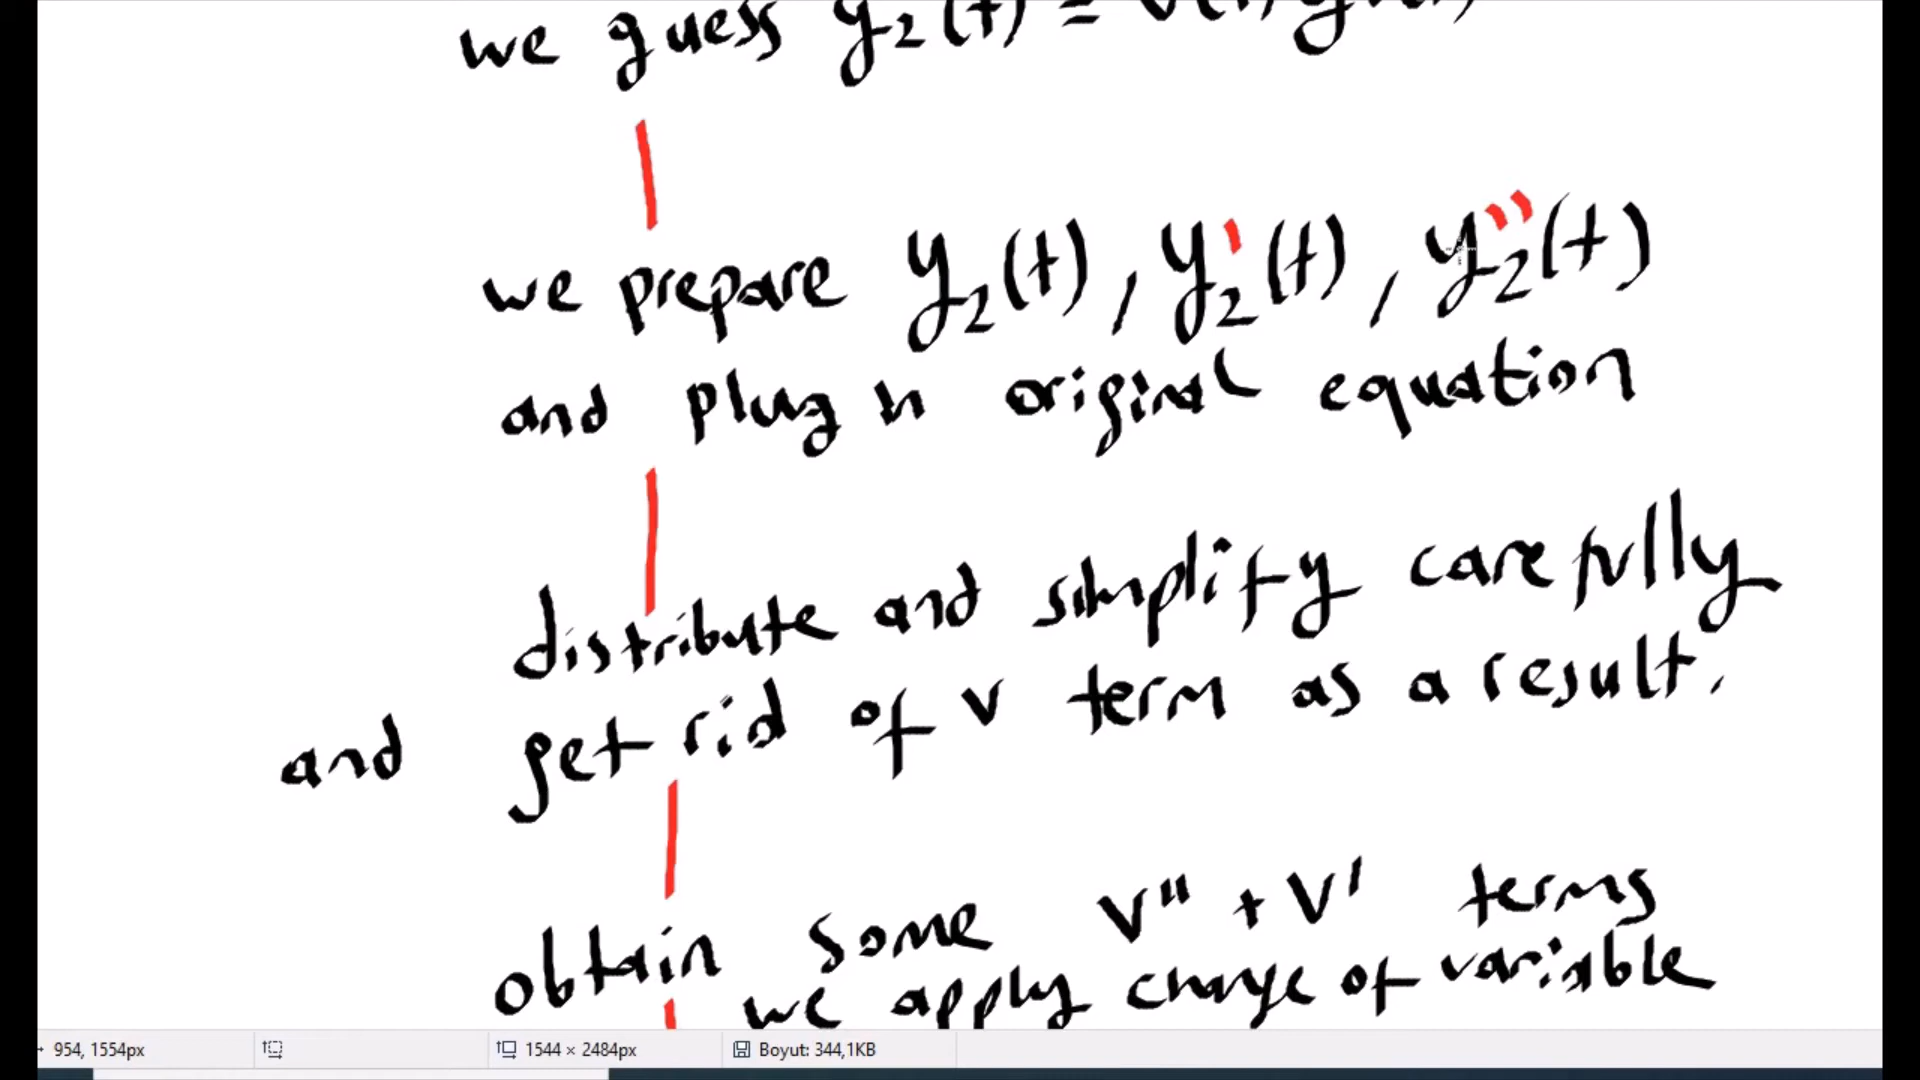 we guess y₂(t) = v(t) y
we prepare y₂(t), y₂'(t), y₂''(t)
and plug in original equation
distribute and simplify carefully
and get rid of v term as a result.
obtain some v'' + v' terms
we apply change of variable
954, 1554px 1544 × 2484px Boyut: 344,1KB